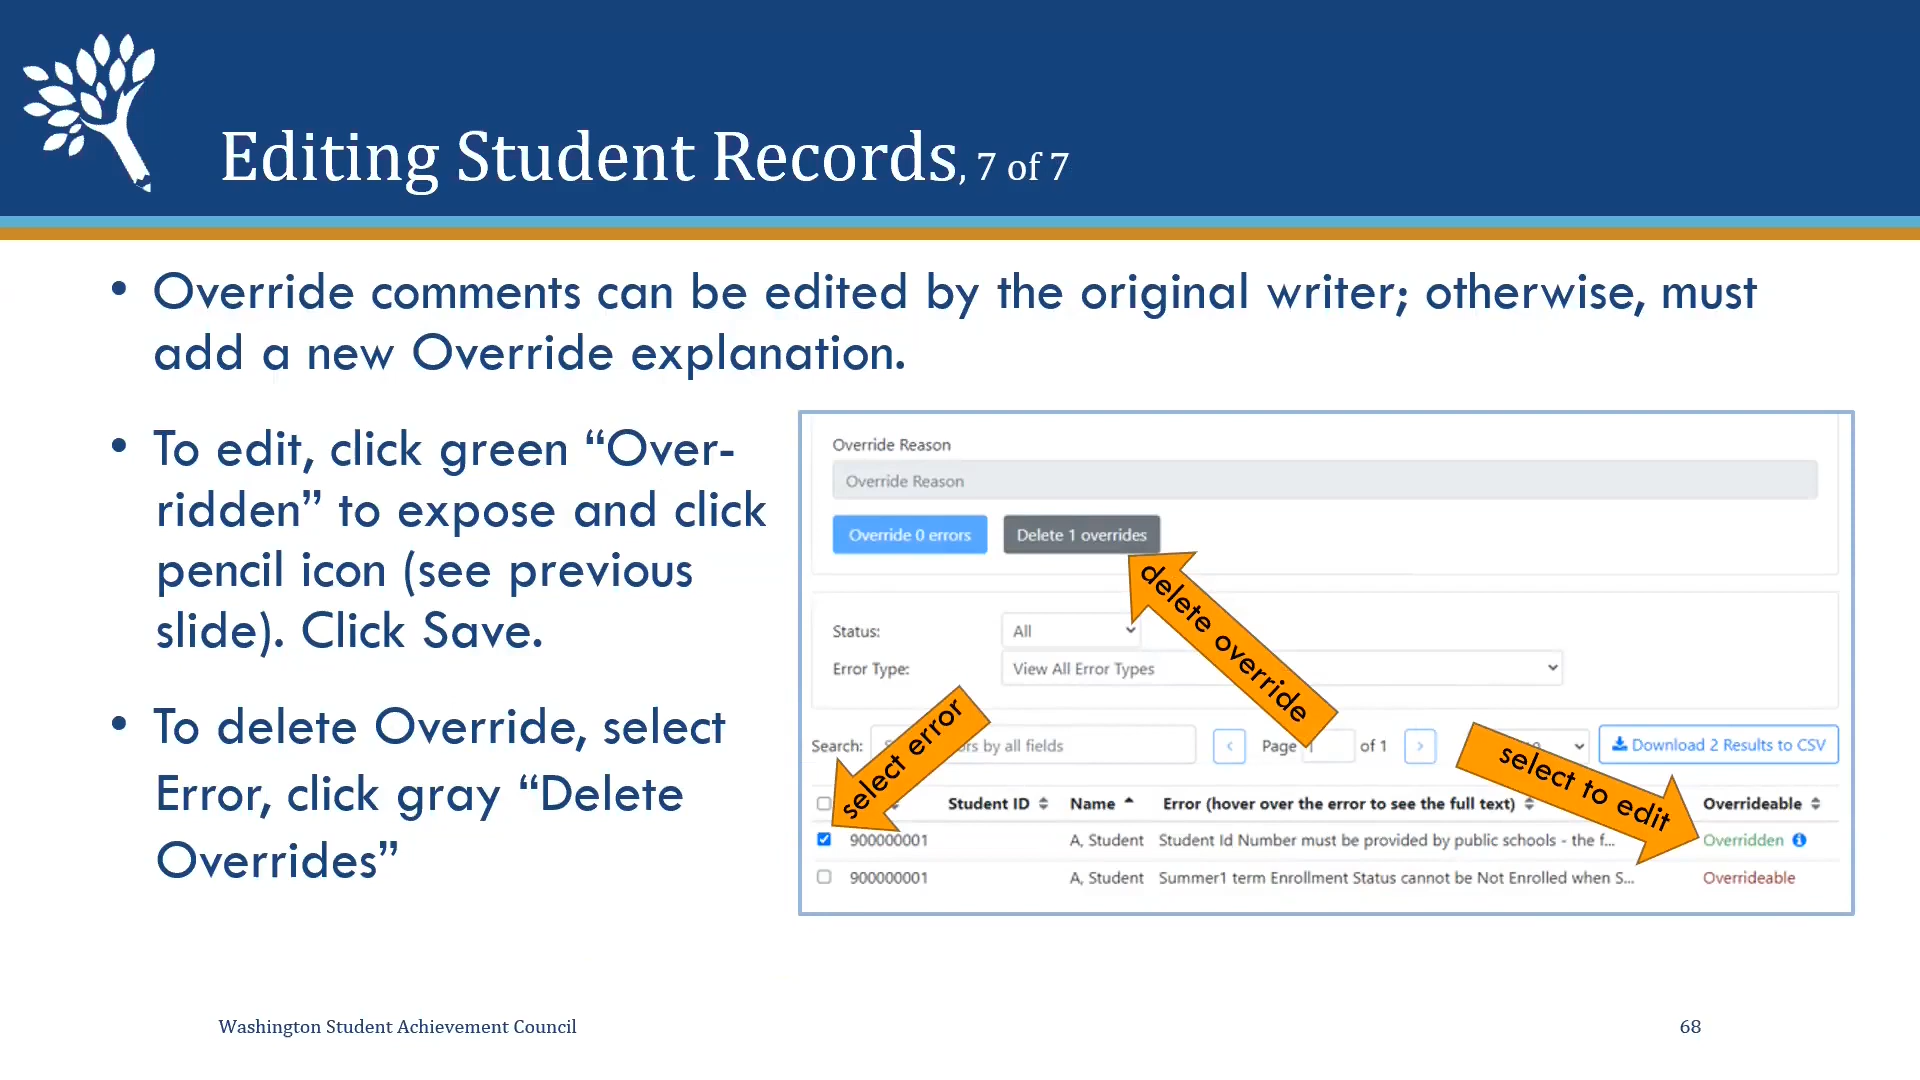 Editing Student Records, 7 of 7
• Override comments can be edited by the original writer; otherwise, must
add a new Override explanation.
• To edit, click green “Over-
ridden” to expose and click
pencil icon (see previous
slide). Click Save.
• To delete Override, select
Error, click gray “Delete
Overrides”
Override Reason
Override Reason
Override 0 errors
Delete 1 overrides
delete override
Status:
All
Error Type:
View All Error Types
select error
select to edit
Search:
by all fields
Page
of 1
Download 2 Results to CSV
Student ID
Name
Error (hover over the error to see the full text)
Overrideable
900000001
A, Student
Student Id Number must be provided by public schools - the f...
Overridden
900000001
A, Student
Summer1 term Enrollment Status cannot be Not Enrolled when S...
Overrideable
Washington Student Achievement Council
68